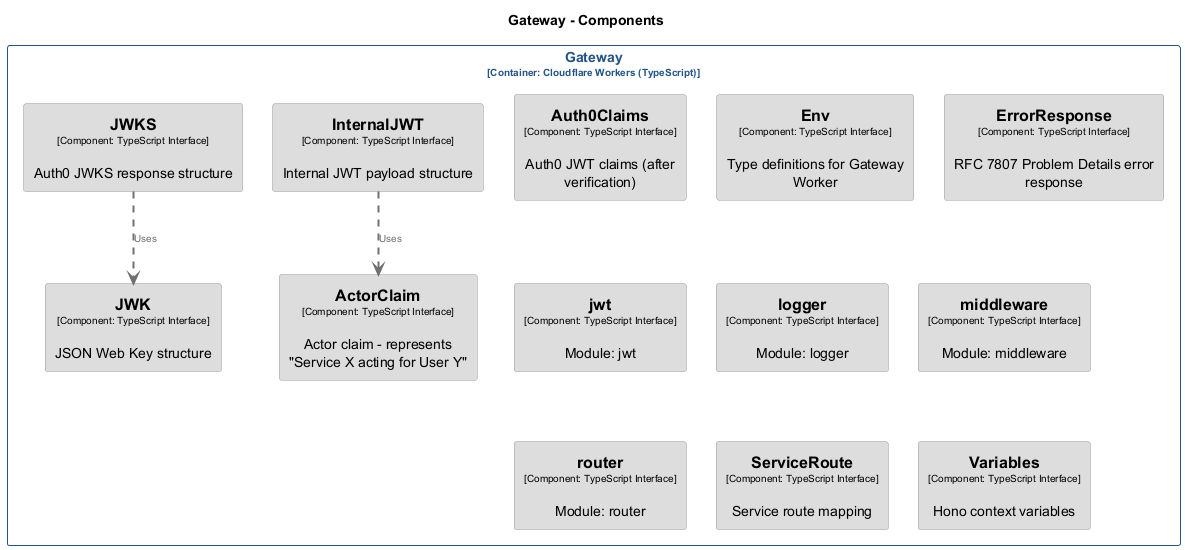 Gateway - Components
Gateway
[Container: Cloudflare Workers (TypeScript)]
JWKS
[Component: TypeScript Interface]
Auth0 JWKS response structure
InternalJWT
[Component: TypeScript Interface]
Internal JWT payload structure
Auth0Claims
[Component: TypeScript Interface]
Auth0 JWT claims (after
verification)
Env
[Component: TypeScript Interface]
Type definitions for Gateway
Worker
ErrorResponse
[Component: TypeScript Interface]
RFC 7807 Problem Details error
response
Uses
Uses
JWK
[Component: TypeScript Interface]
JSON Web Key structure
ActorClaim
[Component: TypeScript Interface]
Actor claim - represents
"Service X acting for User Y"
jwt
[Component: TypeScript Interface]
Module: jwt
logger
[Component: TypeScript Interface]
Module: logger
middleware
[Component: TypeScript Interface]
Module: middleware
router
[Component: TypeScript Interface]
Module: router
ServiceRoute
[Component: TypeScript Interface]
Service route mapping
Variables
[Component: TypeScript Interface]
Hono context variables